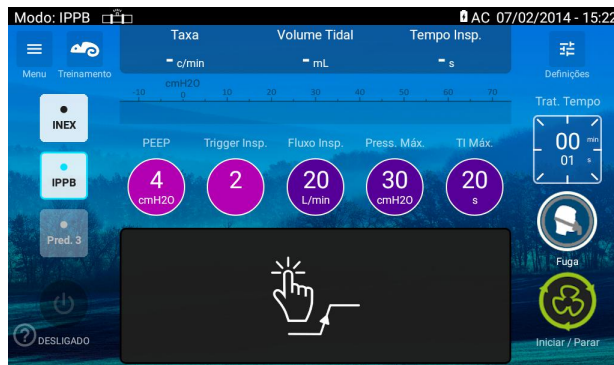 Modo: IPPB
AC 07/02/2014 - 15:22
Menu
Treinamento
Taxa
Volume Tidal
Tempo Insp.
- c/min
- mL
- s
Definições
cmH2O
-10 0 10 20 30 40 50 60 70
INEX
IPPB
Pred. 3
DESLIGADO
PEEP
Trigger Insp.
Fluxo Insp.
Press. Máx.
TI Máx.
4
cmH2O
2
20
L/min
30
cmH2O
20
s
Trat. Tempo
00 min
01 s
Fuga
Iniciar / Parar